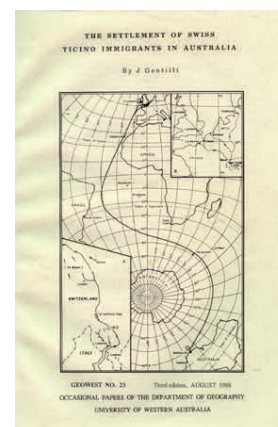 THE SETTLEMENT OF SWISS
TICINO IMMIGRANTS IN AUSTRALIA
By J Gentilli
AFRICA
BRAZIL
SWITZERLAND
ITALY
AUSTRALIA
GEOWEST NO. 23 Third edition, AUGUST 1988
OCCASIONAL PAPERS OF THE DEPARTMENT OF GEOGRAPHY
UNIVERSITY OF WESTERN AUSTRALIA